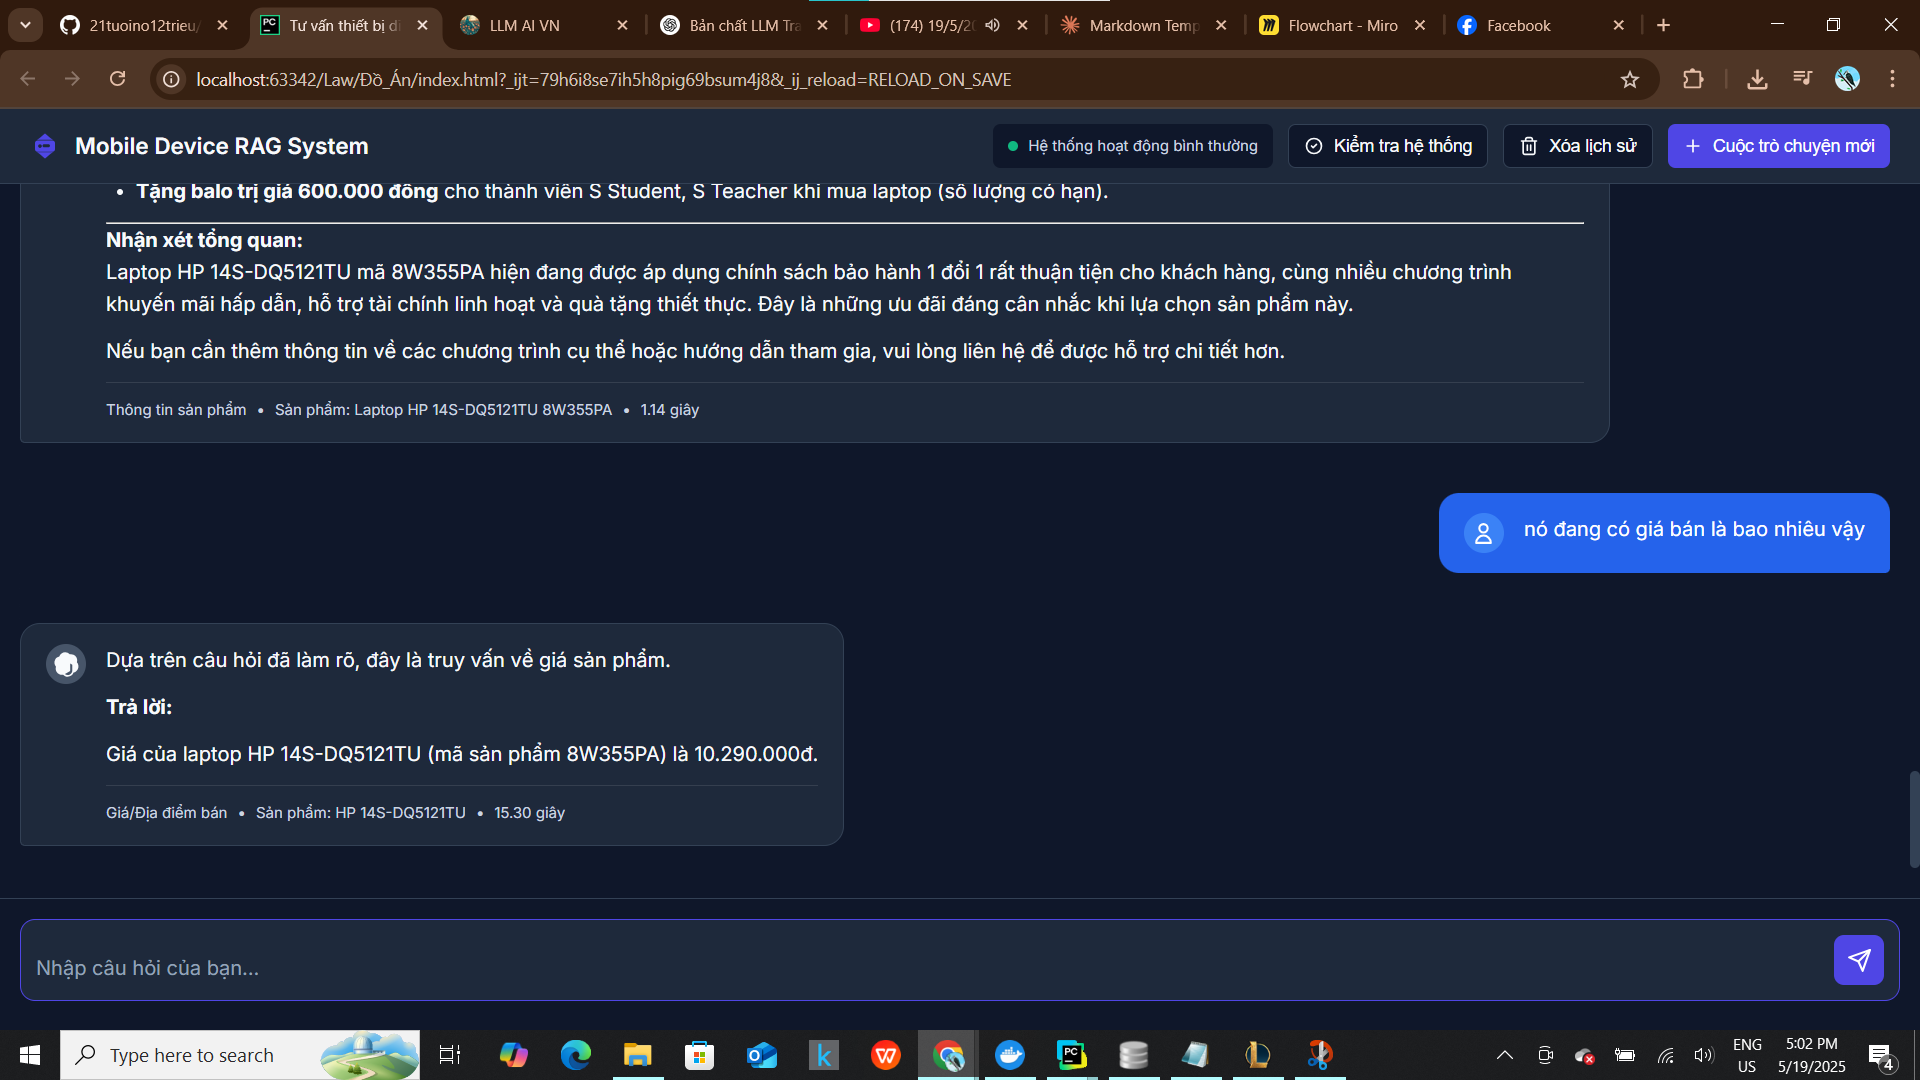 21tuoino12trieu/
Tư vấn thiết bị di
LLM AI VN
Bản chất LLM Tra
(174) 19/5/20
Markdown Temp
Flowchart - Miro
Facebook
localhost:63342/Law/Đồ_Án/index.html?_ijt=79h6i8se7ih5h8pig69bsum4j8&_ij_reload=RELOAD_ON_SAVE
Mobile Device RAG System
Hệ thống hoạt động bình thường
Kiểm tra hệ thống
Xóa lịch sử
Cuộc trò chuyện mới
• Tặng balo trị giá 600.000 đồng cho thành viên S Student, S Teacher khi mua laptop (số lượng có hạn).
Nhận xét tổng quan:
Laptop HP 14S-DQ5121TU mã 8W355PA hiện đang được áp dụng chính sách bảo hành 1 đổi 1 rất thuận tiện cho khách hàng, cùng nhiều chương trình
khuyến mãi hấp dẫn, hỗ trợ tài chính linh hoạt và quà tặng thiết thực. Đây là những ưu đãi đáng cân nhắc khi lựa chọn sản phẩm này.
Nếu bạn cần thêm thông tin về các chương trình cụ thể hoặc hướng dẫn tham gia, vui lòng liên hệ để được hỗ trợ chi tiết hơn.
Thông tin sản phẩm • Sản phẩm: Laptop HP 14S-DQ5121TU 8W355PA • 1.14 giây
nó đang có giá bán là bao nhiêu vậy
Dựa trên câu hỏi đã làm rõ, đây là truy vấn về giá sản phẩm.
Trả lời:
Giá của laptop HP 14S-DQ5121TU (mã sản phẩm 8W355PA) là 10.290.000đ.
Giá/Địa điểm bán • Sản phẩm: HP 14S-DQ5121TU • 15.30 giây
Nhập câu hỏi của bạn...
Type here to search
ENG
US
5:02 PM
5/19/2025
4